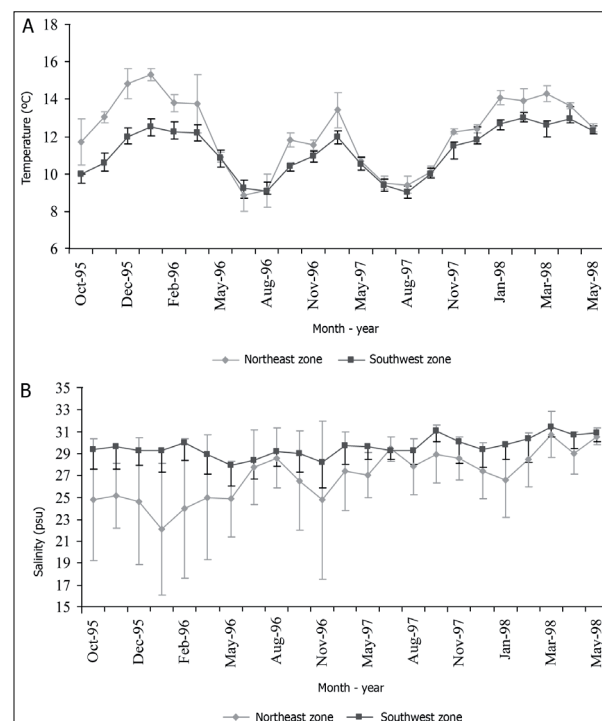 A
Temperature (ºC)
18
16
14
12
10
8
6
Oct-95
Dec-95
Feb-96
May-96
Aug-96
Nov-96
May-97
Aug-97
Nov-97
Jan-98
Mar-98
May-98
Month - year
Northeast zone
Southwest zone
B
Salinity (psu)
35
33
31
29
27
25
23
21
19
17
15
Oct-95
Dec-95
Feb-96
May-96
Aug-96
Nov-96
May-97
Aug-97
Nov-97
Jan-98
Mar-98
May-98
Month - year
Northeast zone
Southwest zone